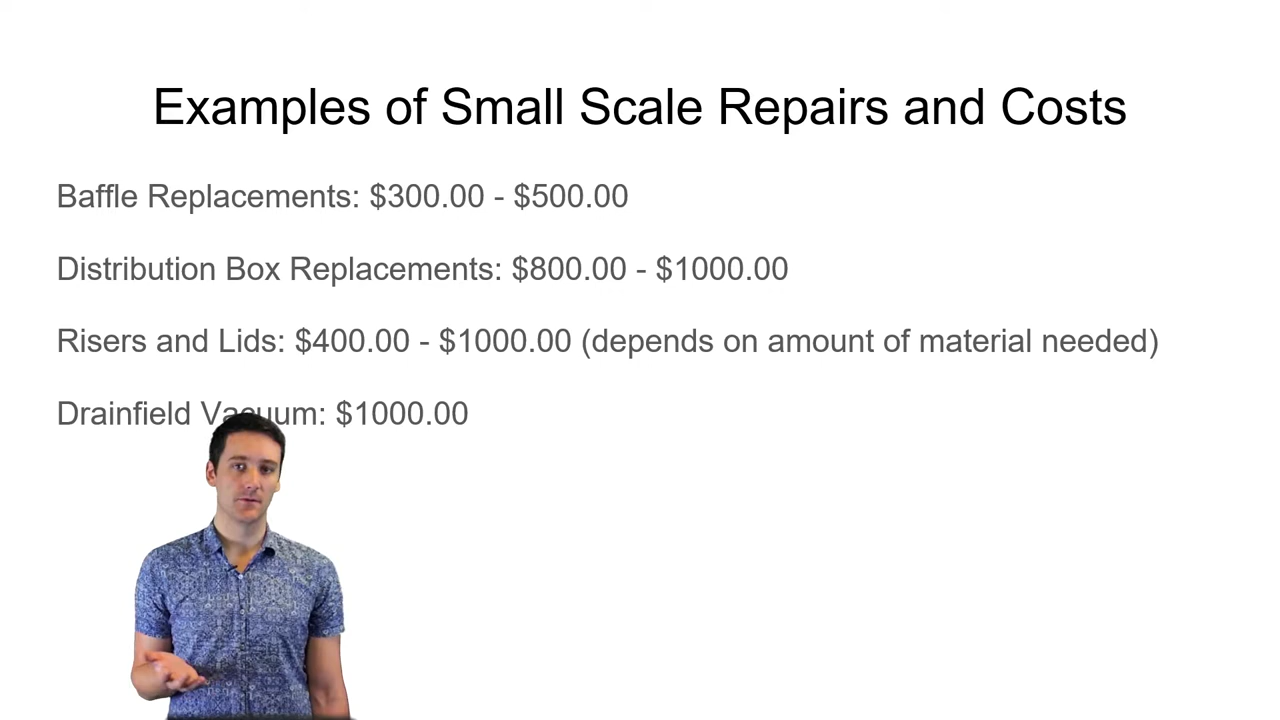 Examples of Small Scale Repairs and Costs
Baffle Replacements: $300.00 - $500.00
Distribution Box Replacements: $800.00 - $1000.00
Risers and Lids: $400.00 - $1000.00 (depends on amount of material needed)
Drainfield Vacuum: $1000.00